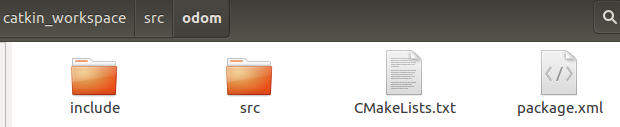 catkin_workspace src odom
include src CMakeLists.txt package.xml